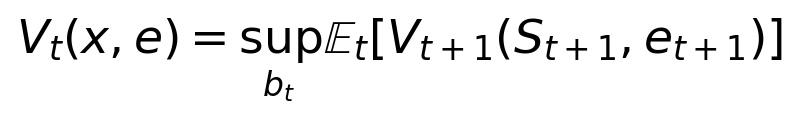 V_t(x, e) = sup_{b_t} 𝔼_t[V_{t+1}(S_{t+1}, e_{t+1})]